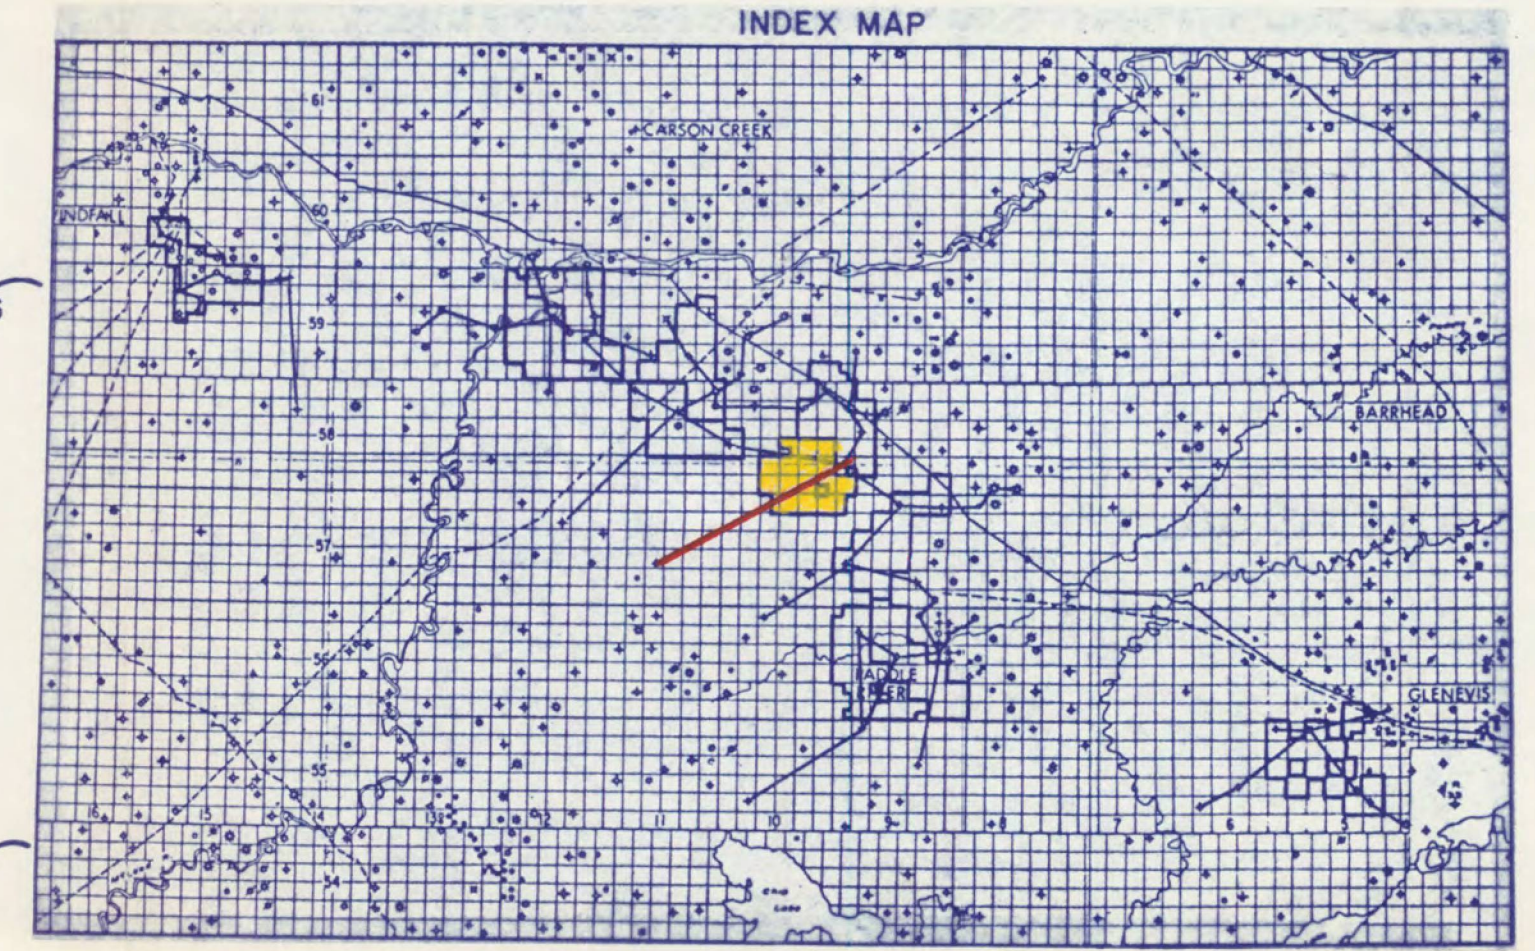 INDEX MAP
61
CARSON CREEK
60
INDFALL
59
BARRHEAD
58
57
56
PADDLE
RIVER
GLENEVIS
55
16 15 14 13 12 11 10 9 8 7 6 5
54